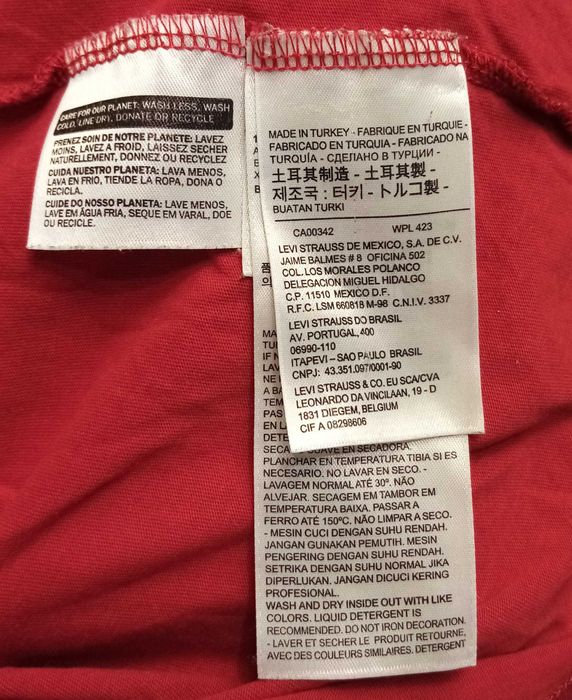 CARE FOR OUR PLANET: WASH LESS, WASH
COLD, LINE DRY, DONATE OR RECYCLE
PRENEZ SOIN DE NOTRE PLANETE: LAVEZ
MOINS, LAVEZ A FROID, LAISSEZ SECHER
NATURELLEMENT, DONNEZ OU RECYCLEZ
CUIDA NUESTRO PLANETA: LAVA MENOS,
LAVA EN FRIO, TIENDE LA ROPA, DONA O
RECICLA.
CUIDE DO NOSSO PLANETA: LAVE MENOS,
LAVE EM ÁGUA FRIA, SEQUE EM VARAL, DOE
OU RECICLE.
MADE IN TURKEY - FABRIQUE EN TURQUIE -
FABRICADO EN TURQUIA - FABRICADO NA
TURQUÍA - СДЕЛАНО В ТУРЦИИ -
土耳其制造 - 土耳其製 -
제조국 : 터키 - トルコ製 -
BUATAN TURKI
CA00342 WPL 423
LEVI STRAUSS DE MEXICO, S.A. DE C.V.
JAIME BALMES # 8 OFICINA 502
COL. LOS MORALES POLANCO
DELEGACION MIGUEL HIDALGO
C.P. 11510 MEXICO D.F.
R.F.C. LSM 660818 M-98 C.N.I.V. 3337
LEVI STRAUSS DO BRASIL
AV. PORTUGAL, 400
06990-110
ITAPEVI – SAO PAULO BRASIL
CNPJ: 43.351.097/0001-90
LEVI STRAUSS & CO. EU SCA/CVA
LEONARDO DA VINCILAAN, 19 - D
1831 DIEGEM, BELGIUM
CIF A 08298606
SECA SUAVE EN SECADORA
PLANCHAR EN TEMPERATURA TIBIA SI ES
NECESARIO. NO LAVAR EN SECO. -
LAVAGEM NORMAL ATÉ 30º. NÃO
ALVEJAR. SECAGEM EM TAMBOR EM
TEMPERATURA BAIXA. PASSAR A
FERRO ATÉ 150ºC. NÃO LIMPAR A SECO.
- MESIN CUCI DENGAN SUHU RENDAH.
JANGAN GUNAKAN PEMUTIH. MESIN
PENGERING DENGAN SUHU RENDAH.
SETRIKA DENGAN SUHU NORMAL JIKA
DIPERLUKAN. JANGAN DICUCI KERING
PROFESIONAL.
WASH AND DRY INSIDE OUT WITH LIKE
COLORS. LIQUID DETERGENT IS
RECOMMENDED. DO NOT IRON DECORATION.
- LAVER ET SECHER LE PRODUIT RETOURNE,
AVEC DES COULEURS SIMILAIRES. DETERGENT